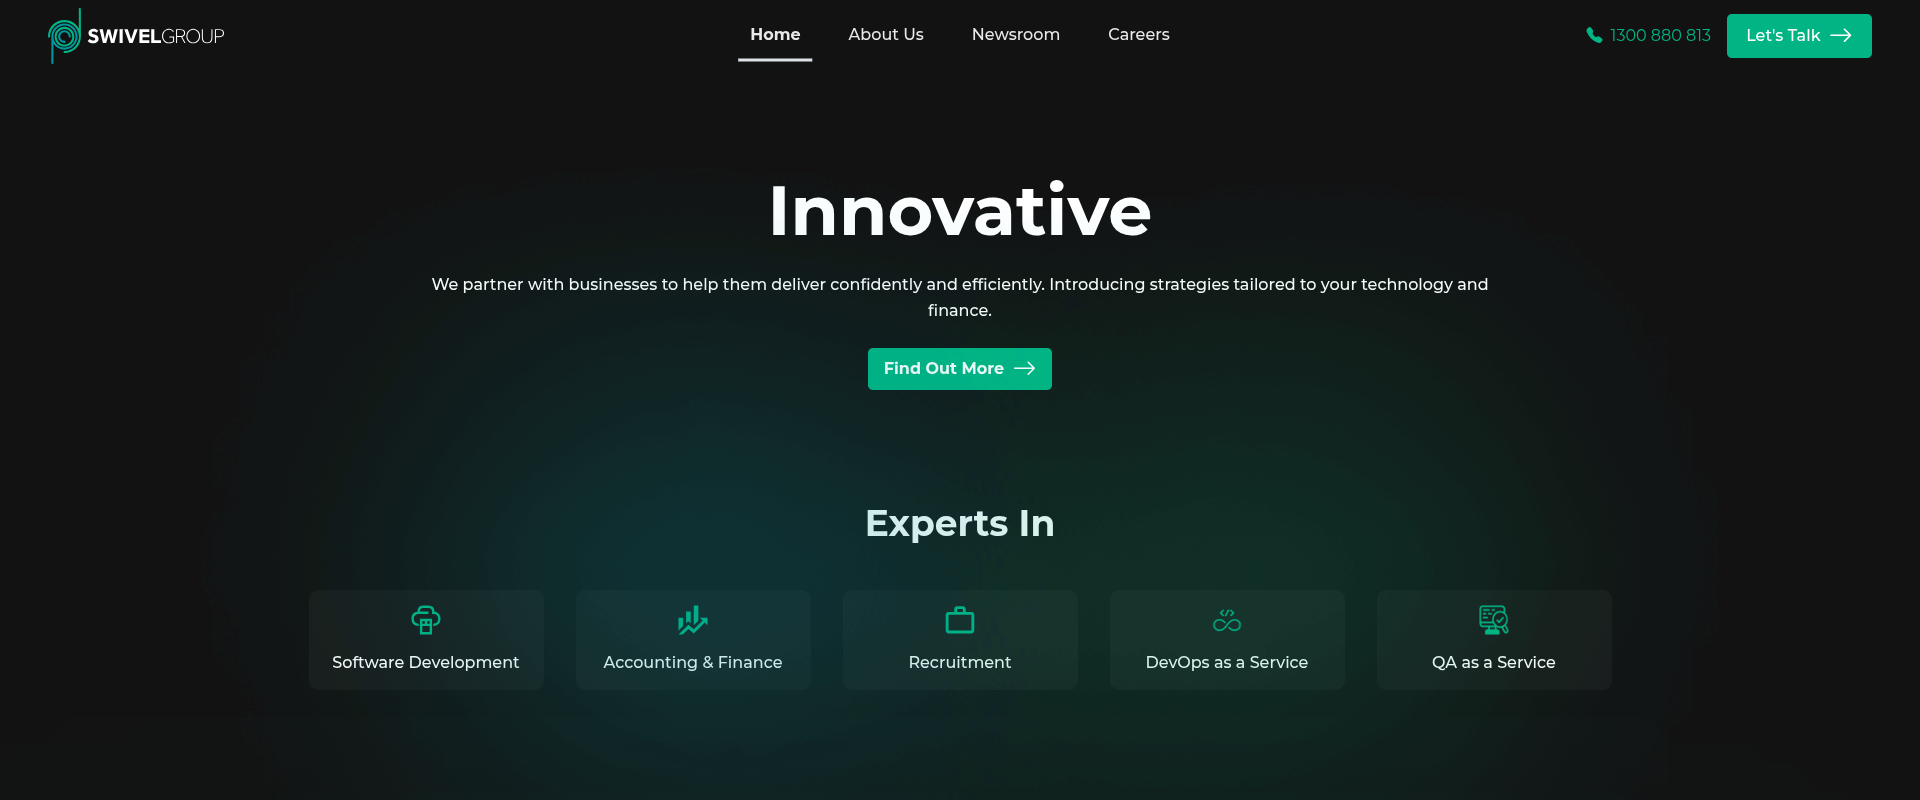 SWIVELGROUP
Home
About Us
Newsroom
Careers
1300 880 813
Let's Talk
Innovative
We partner with businesses to help them deliver confidently and efficiently. Introducing strategies tailored to your technology and
finance.
Find Out More
Experts In
Software Development
Accounting & Finance
Recruitment
DevOps as a Service
QA as a Service